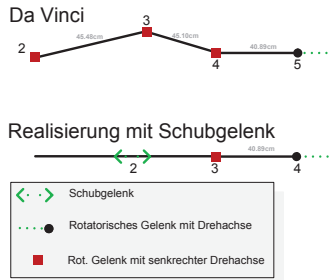 Da Vinci
3
45.48cm 45.10cm
2
40.89cm
4 5
Realisierung mit Schubgelenk
40.89cm
2 3 4
Schubgelenk
Rotatorisches Gelenk mit Drehachse
Rot. Gelenk mit senkrechter Drehachse